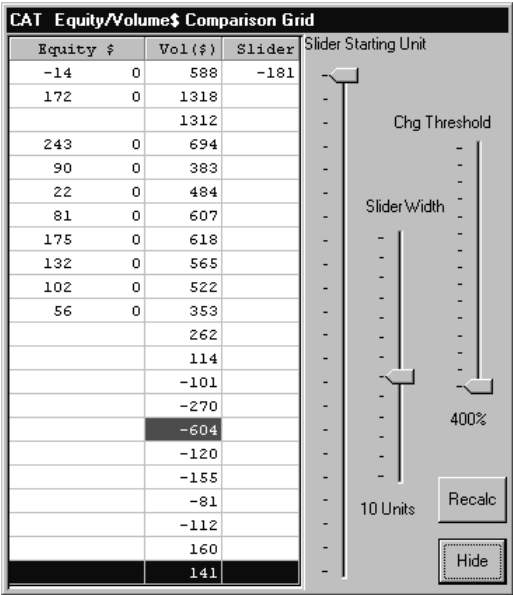 CAT Equity/Volume$ Comparison Grid
Equity $ Vol($) Slider Slider Starting Unit
-14 0 588 -181
172 0 1318
1312 Chg Threshold
243 0 694
90 0 383
22 0 484
81 0 607 Slider Width
175 0 618
132 0 565
102 0 522
56 0 353
262
114
-101
-270
-604 400%
-120
-155
-81 10 Units Recalc
-112
160 Hide
141